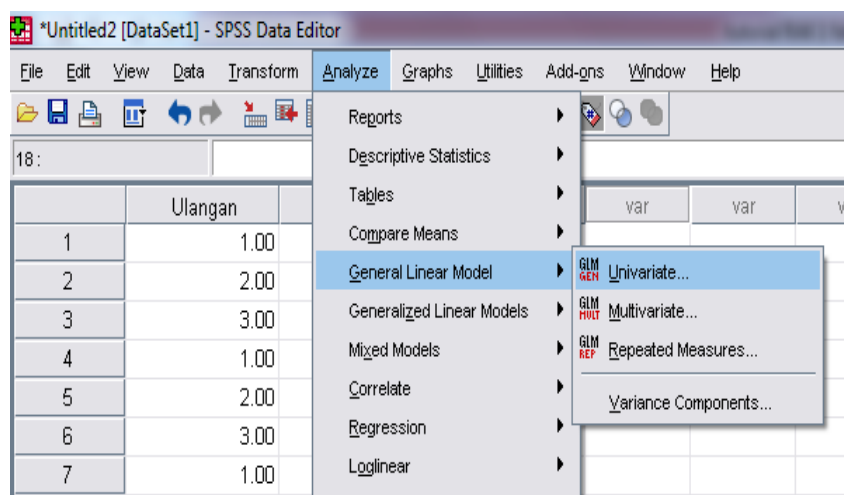 *Untitled2 [DataSet1] - SPSS Data Editor
File Edit View Data Transform Analyze Graphs Utilities Add-ons Window Help
18 :
Reports
Descriptive Statistics
Tables
Compare Means
General Linear Model
Generalized Linear Models
Mixed Models
Correlate
Regression
Loglinear
GLM GEN Univariate...
GLM MULT Multivariate...
GLM REP Repeated Measures...
Variance Components...
Ulangan var var v
1 1.00
2 2.00
3 3.00
4 1.00
5 2.00
6 3.00
7 1.00